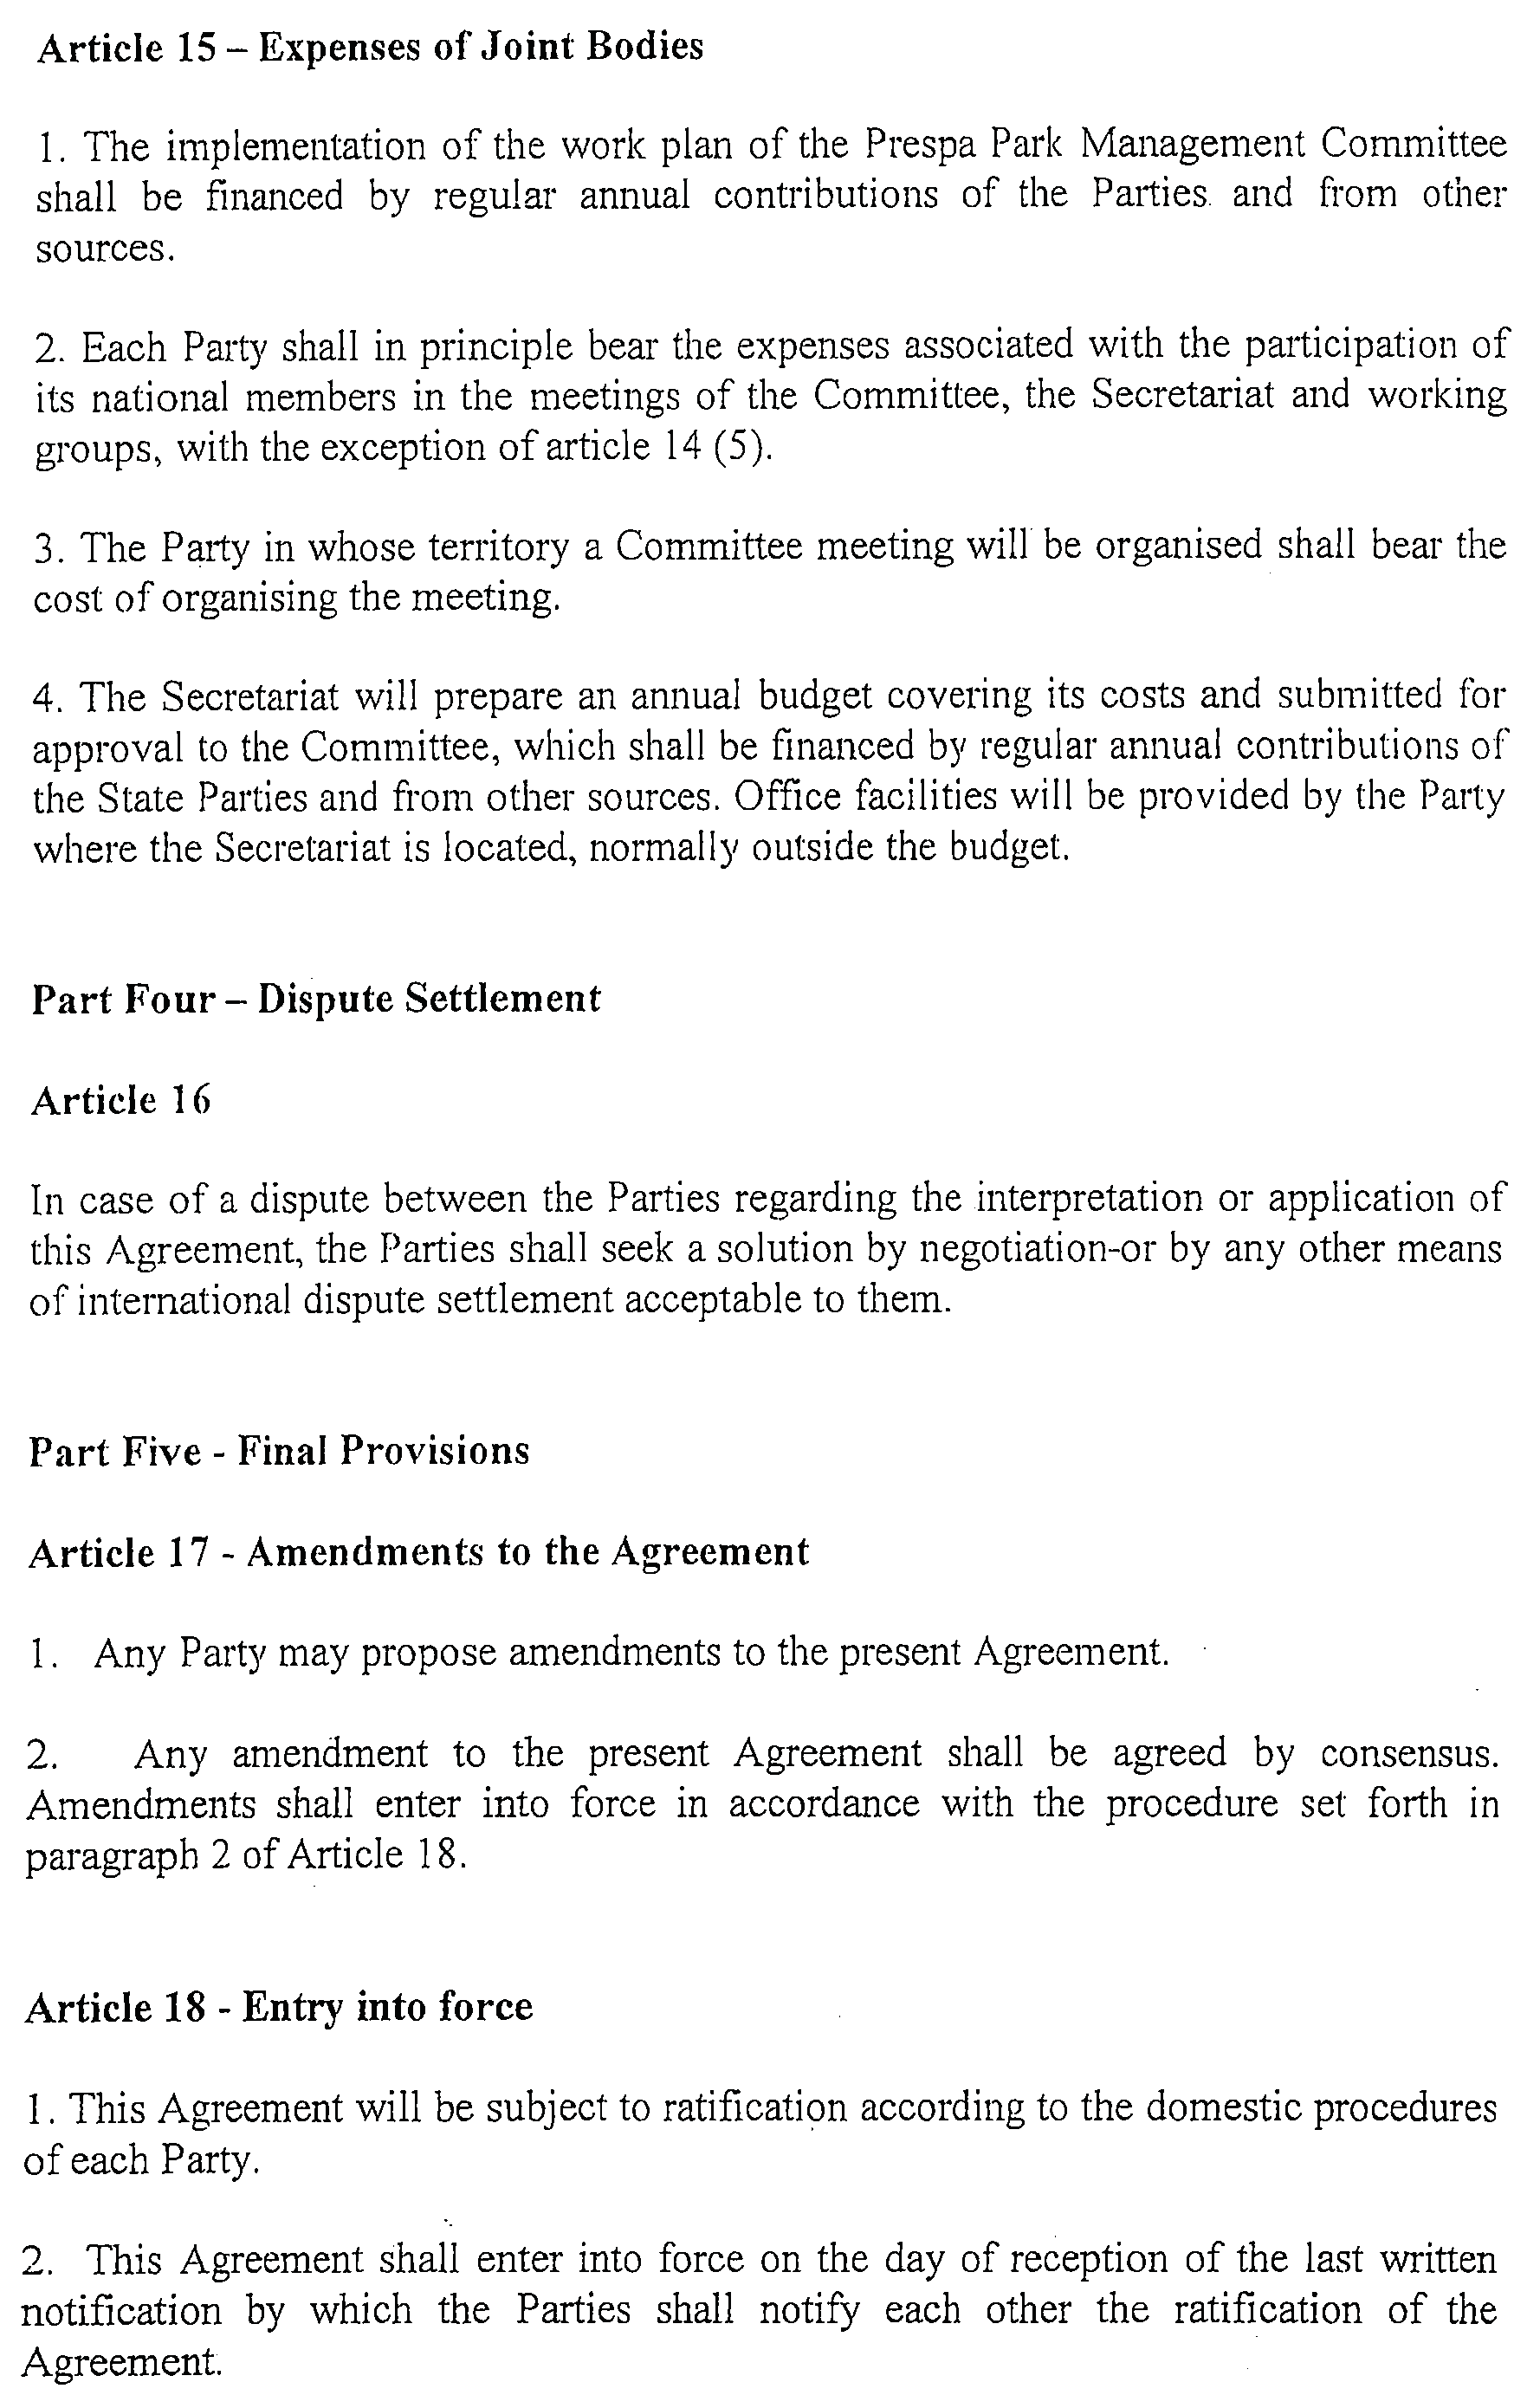 Article 15 – Expenses of Joint Bodies
1. The implementation of the work plan of the Prespa Park Management Committee
shall be financed by regular annual contributions of the Parties and from other
sources.
2. Each Party shall in principle bear the expenses associated with the participation of
its national members in the meetings of the Committee, the Secretariat and working
groups, with the exception of article 14 (5).
3. The Party in whose territory a Committee meeting will be organised shall bear the
cost of organising the meeting.
4. The Secretariat will prepare an annual budget covering its costs and submitted for
approval to the Committee, which shall be financed by regular annual contributions of
the State Parties and from other sources. Office facilities will be provided by the Party
where the Secretariat is located, normally outside the budget.
Part Four – Dispute Settlement
Article 16
In case of a dispute between the Parties regarding the interpretation or application of
this Agreement, the Parties shall seek a solution by negotiation-or by any other means
of international dispute settlement acceptable to them.
Part Five - Final Provisions
Article 17 - Amendments to the Agreement
1. Any Party may propose amendments to the present Agreement.
2. Any amendment to the present Agreement shall be agreed by consensus.
Amendments shall enter into force in accordance with the procedure set forth in
paragraph 2 of Article 18.
Article 18 - Entry into force
1. This Agreement will be subject to ratification according to the domestic procedures
of each Party.
2. This Agreement shall enter into force on the day of reception of the last written
notification by which the Parties shall notify each other the ratification of the
Agreement.